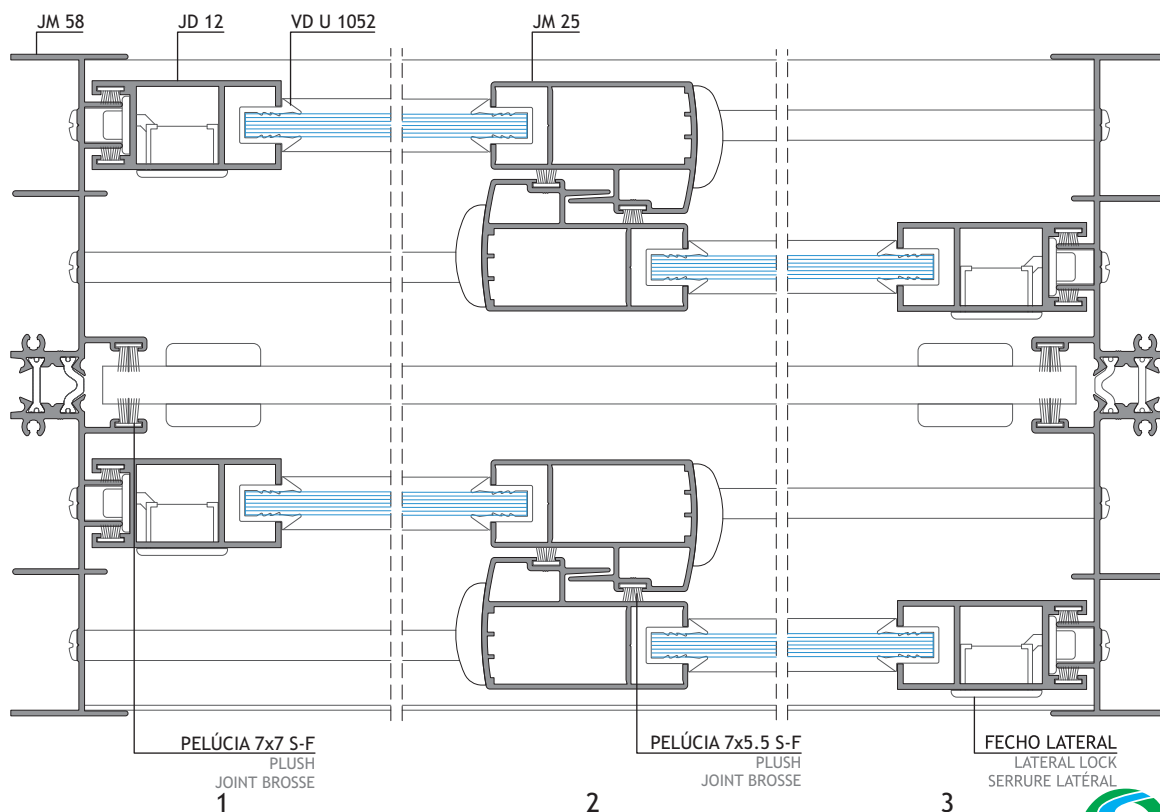 JM 58
JD 12
VD U 1052
JM 25
PELÚCIA 7x7 S-F
PLUSH
JOINT BROSSE
PELÚCIA 7x5.5 S-F
PLUSH
JOINT BROSSE
FECHO LATERAL
LATERAL LOCK
SERRURE LATÉRAL
1
2
3